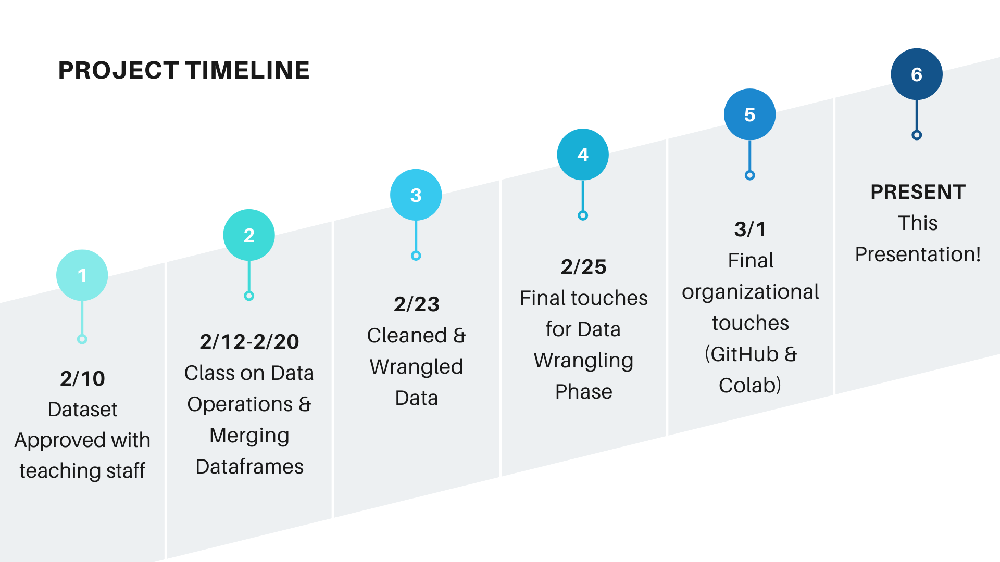 PROJECT TIMELINE
1
2/10
Dataset
Approved with
teaching staff
2
2/12-2/20
Class on Data
Operations &
Merging
Dataframes
3
2/23
Cleaned &
Wrangled
Data
4
2/25
Final touches
for Data
Wrangling
Phase
5
3/1
Final
organizational
touches
(GitHub &
Colab)
6
PRESENT
This
Presentation!